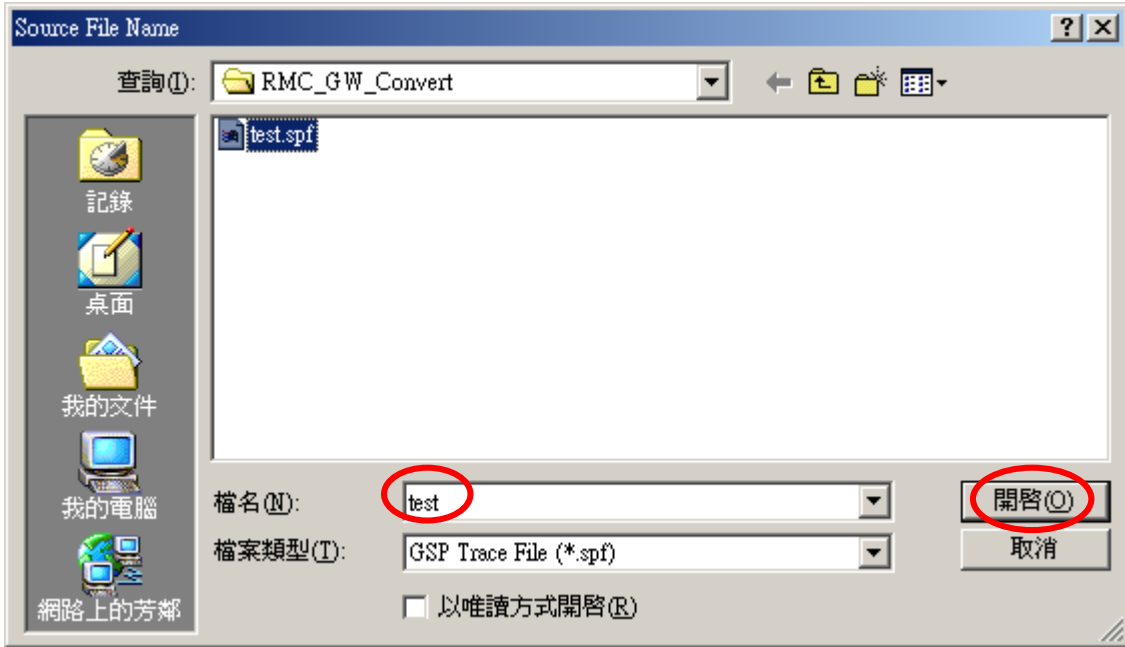 Source File Name
查詢(I): RMC_GW_Convert
test.spf
記錄
桌面
我的文件
我的電腦
網路上的芳鄰
檔名(N): test 開啓(O)
檔案類型(T): GSP Trace File (*.spf) 取消
以唯讀方式開啓(R)